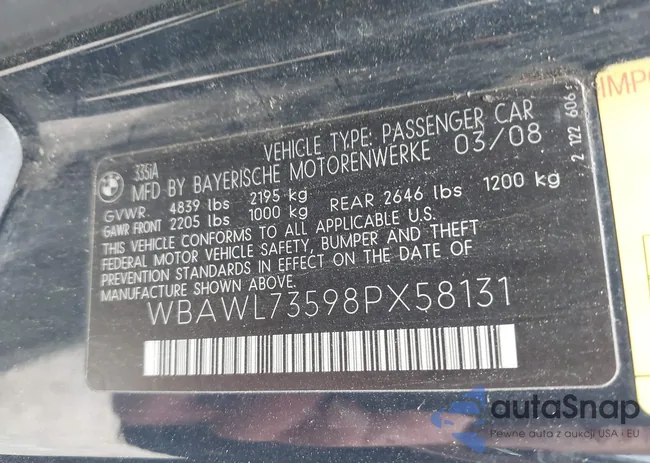 335iA
VEHICLE TYPE: PASSENGER CAR
MFD BY BAYERISCHE MOTORENWERKE 03/08
GVWR. 4839 lbs 2195 kg
GAWR FRONT 2205 lbs 1000 kg REAR 2646 lbs 1200 kg
THIS VEHICLE CONFORMS TO ALL APPLICABLE U.S.
FEDERAL MOTOR VEHICLE SAFETY, BUMPER AND THEFT
PREVENTION STANDARDS IN EFFECT ON THE DATE OF
MANUFACTURE SHOWN ABOVE.
WBAWL73598PX58131
2 122 606
IMPO
autaSnap
Pewne auta z aukcji USA i EU